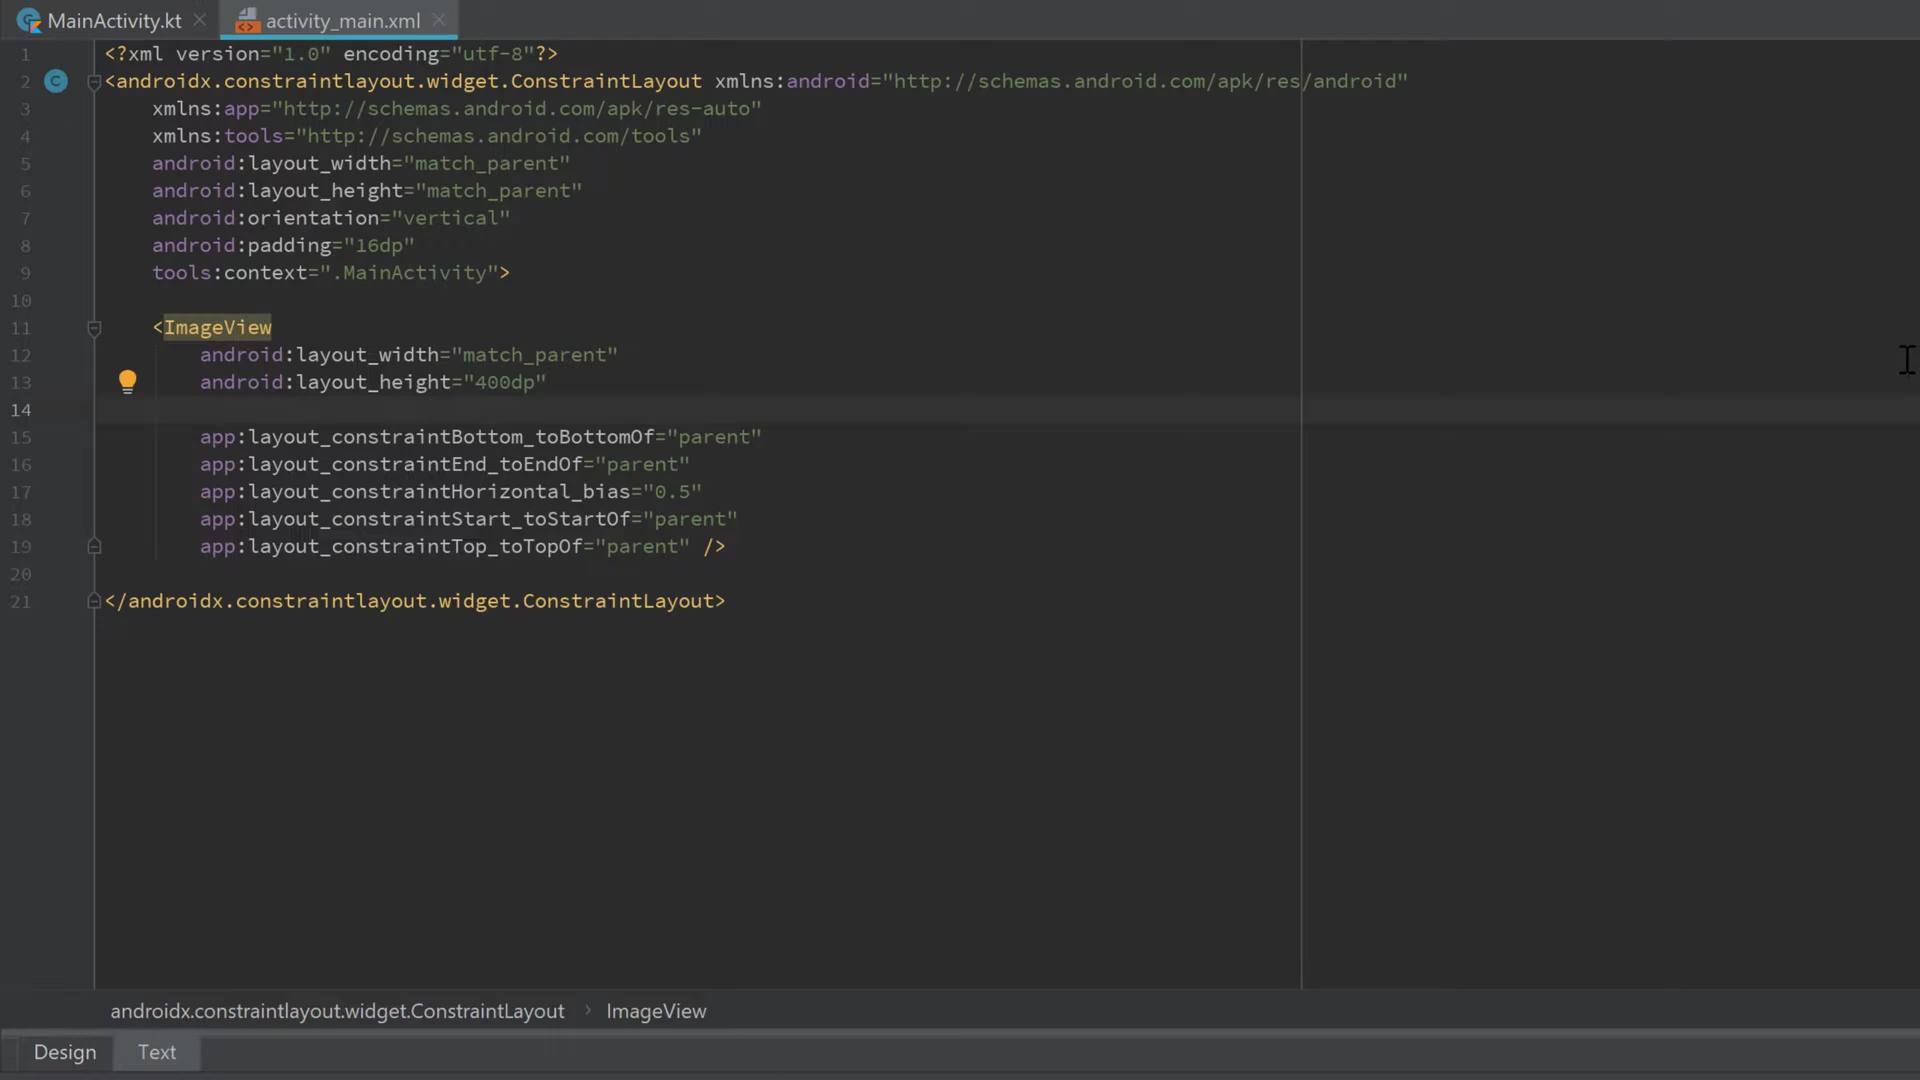 MainActivity.kt
activity_main.xml
1 <?xml version="1.0" encoding="utf-8"?>
2 <androidx.constraintlayout.widget.ConstraintLayout xmlns:android="http://schemas.android.com/apk/res/android"
3 xmlns:app="http://schemas.android.com/apk/res-auto"
4 xmlns:tools="http://schemas.android.com/tools"
5 android:layout_width="match_parent"
6 android:layout_height="match_parent"
7 android:orientation="vertical"
8 android:padding="16dp"
9 tools:context=".MainActivity">
10
11 <ImageView
12 android:layout_width="match_parent"
13 android:layout_height="400dp"
14
15 app:layout_constraintBottom_toBottomOf="parent"
16 app:layout_constraintEnd_toEndOf="parent"
17 app:layout_constraintHorizontal_bias="0.5"
18 app:layout_constraintStart_toStartOf="parent"
19 app:layout_constraintTop_toTopOf="parent" />
20
21 </androidx.constraintlayout.widget.ConstraintLayout>
androidx.constraintlayout.widget.ConstraintLayout › ImageView
Design Text